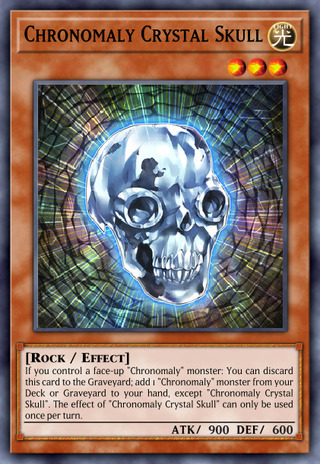 Chronomaly Crystal Skull
LIGHT
光
[Rock / Effect]
If you control a face-up "Chronomaly" monster: You can discard
this card to the Graveyard; add 1 "Chronomaly" monster from your
Deck or Graveyard to your hand, except "Chronomaly Crystal
Skull". The effect of "Chronomaly Crystal Skull" can only be used
once per turn.
ATK/ 900 DEF/ 600